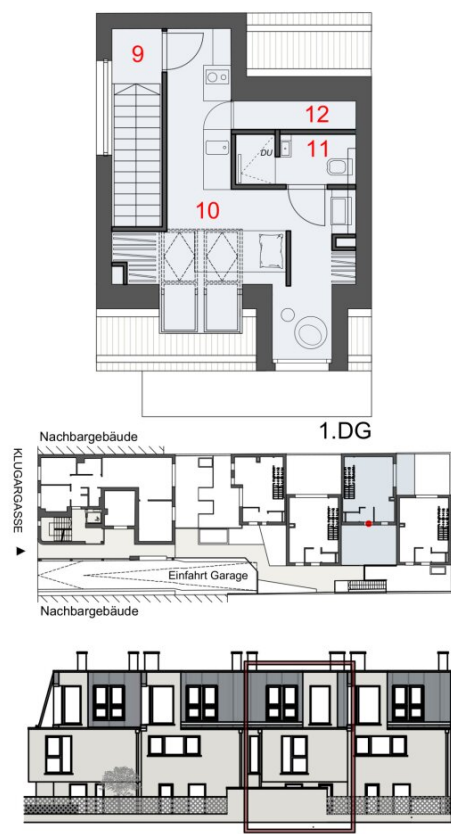 9
12
DU
11
10
1.DG
Nachbargebäude
KLUGARGASSE
Einfahrt Garage
Nachbargebäude